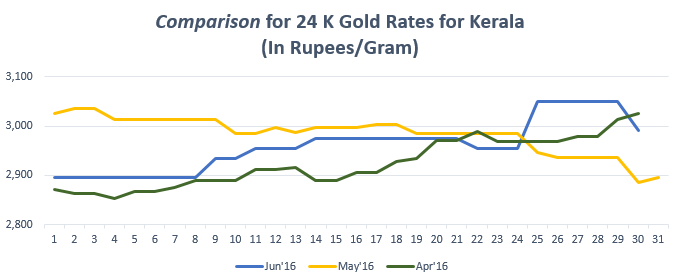 Comparison for 24 K Gold Rates for Kerala
(In Rupees/Gram)
3,100
3,000
2,900
2,800
1 2 3 4 5 6 7 8 9 10 11 12 13 14 15 16 17 18 19 20 21 22 23 24 25 26 27 28 29 30 31
Jun'16 May'16 Apr'16